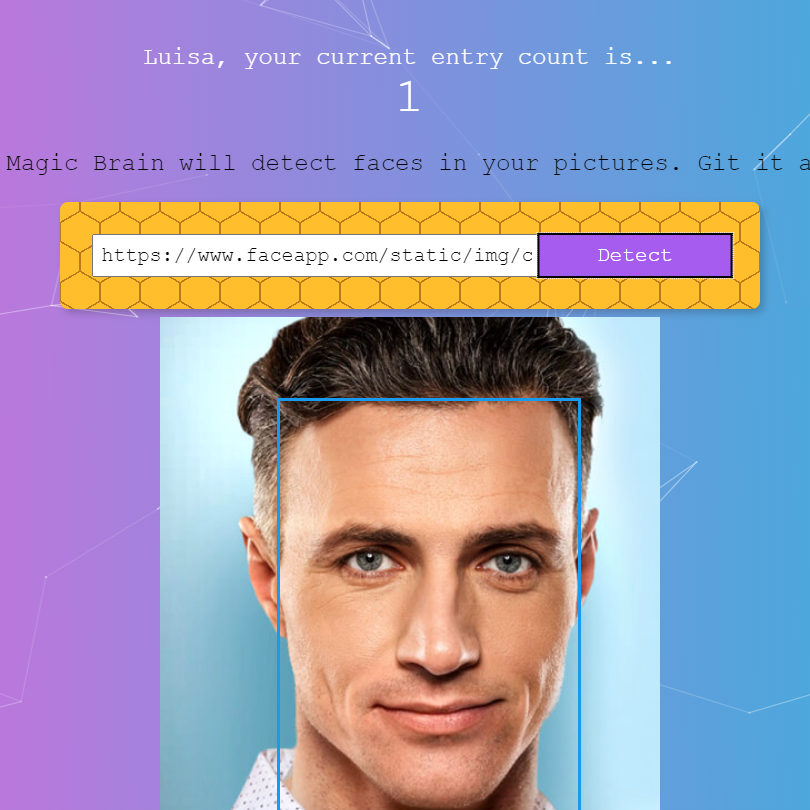 Luisa, your current entry count is...
1
Magic Brain will detect faces in your pictures. Git it a
https://www.faceapp.com/static/img/c
Detect